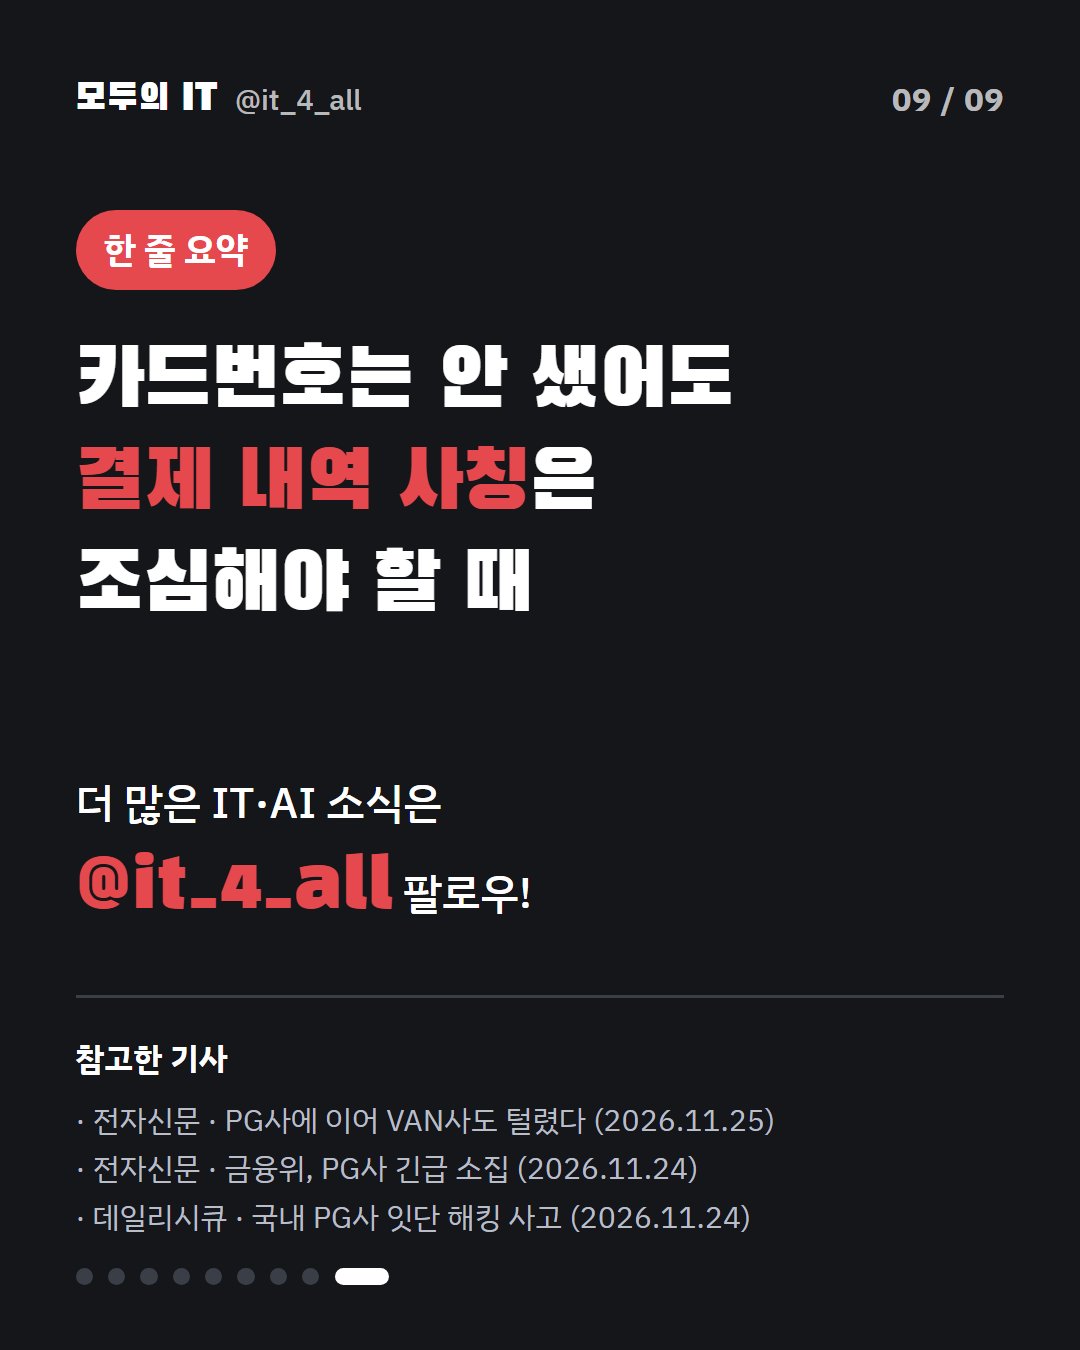 모두의 IT @it_4_all
09 / 09
한 줄 요약
카드번호는 안 샜어도
결제 내역 사칭은
조심해야 할 때
더 많은 IT·AI 소식은
@it_4_all 팔로우!
참고한 기사
· 전자신문 · PG사에 이어 VAN사도 털렸다 (2026.11.25)
· 전자신문 · 금융위, PG사 긴급 소집 (2026.11.24)
· 데일리시큐 · 국내 PG사 잇단 해킹 사고 (2026.11.24)